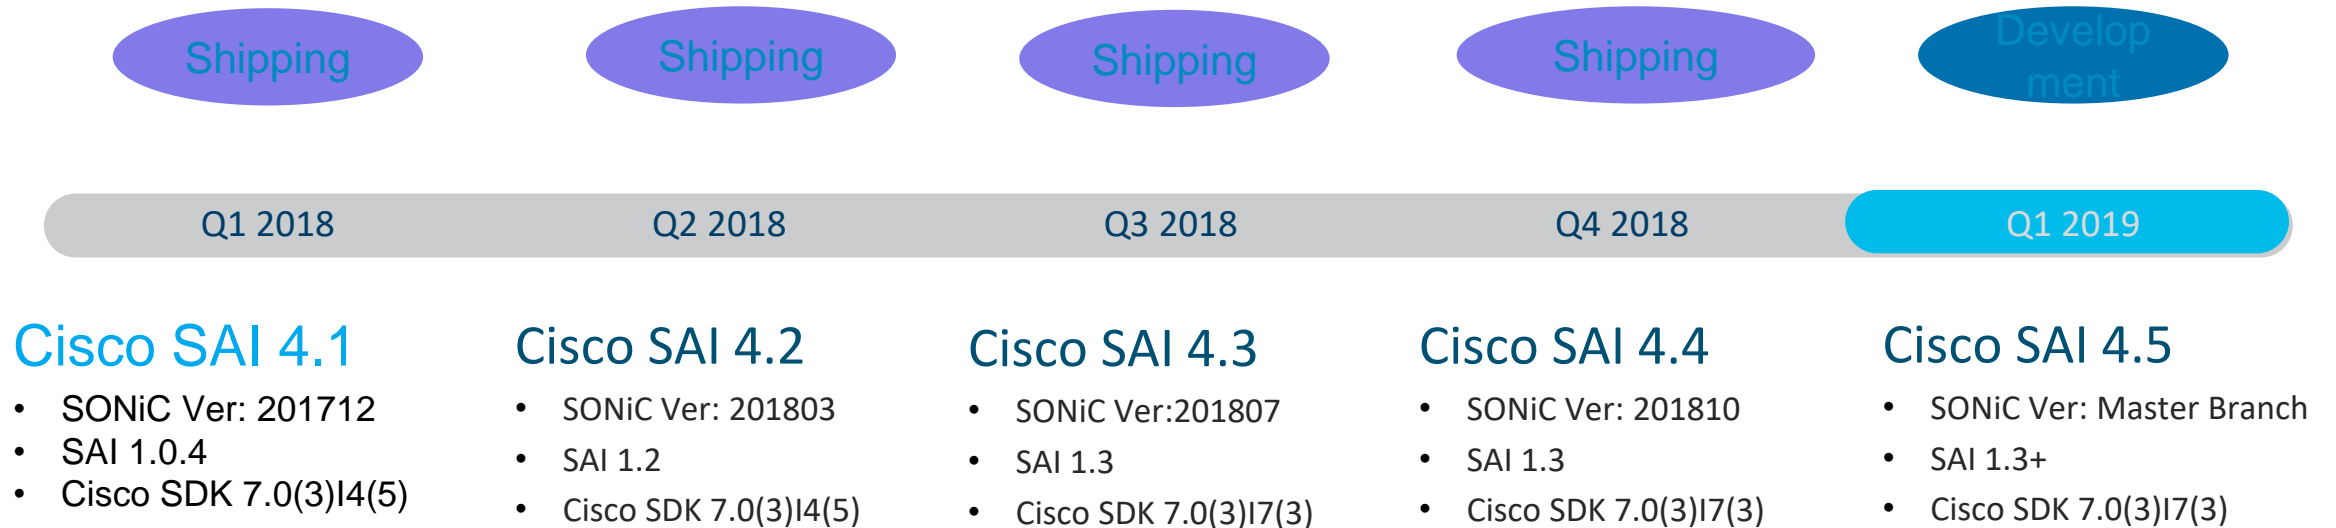 Shipping
Shipping
Shipping
Shipping
Develop
ment
Q1 2018
Q2 2018
Q3 2018
Q4 2018
Q1 2019
Cisco SAI 4.1
• SONiC Ver: 201712
• SAI 1.0.4
• Cisco SDK 7.0(3)I4(5)
Cisco SAI 4.2
• SONiC Ver: 201803
• SAI 1.2
• Cisco SDK 7.0(3)I4(5)
Cisco SAI 4.3
• SONiC Ver:201807
• SAI 1.3
• Cisco SDK 7.0(3)I7(3)
Cisco SAI 4.4
• SONiC Ver: 201810
• SAI 1.3
• Cisco SDK 7.0(3)I7(3)
Cisco SAI 4.5
• SONiC Ver: Master Branch
• SAI 1.3+
• Cisco SDK 7.0(3)I7(3)